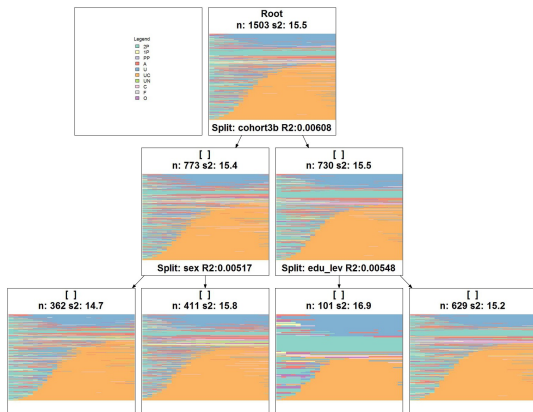 Legend
2P
1P
PP
A
U
UC
UN
C
F
O
Root
n: 1503 s2: 15.5
Split: cohort3b R2:0.00608
[ ]
n: 773 s2: 15.4
Split: sex R2:0.00517
[ ]
n: 730 s2: 15.5
Split: edu_lev R2:0.00548
[ ]
n: 362 s2: 14.7
[ ]
n: 411 s2: 15.8
[ ]
n: 101 s2: 16.9
[ ]
n: 629 s2: 15.2